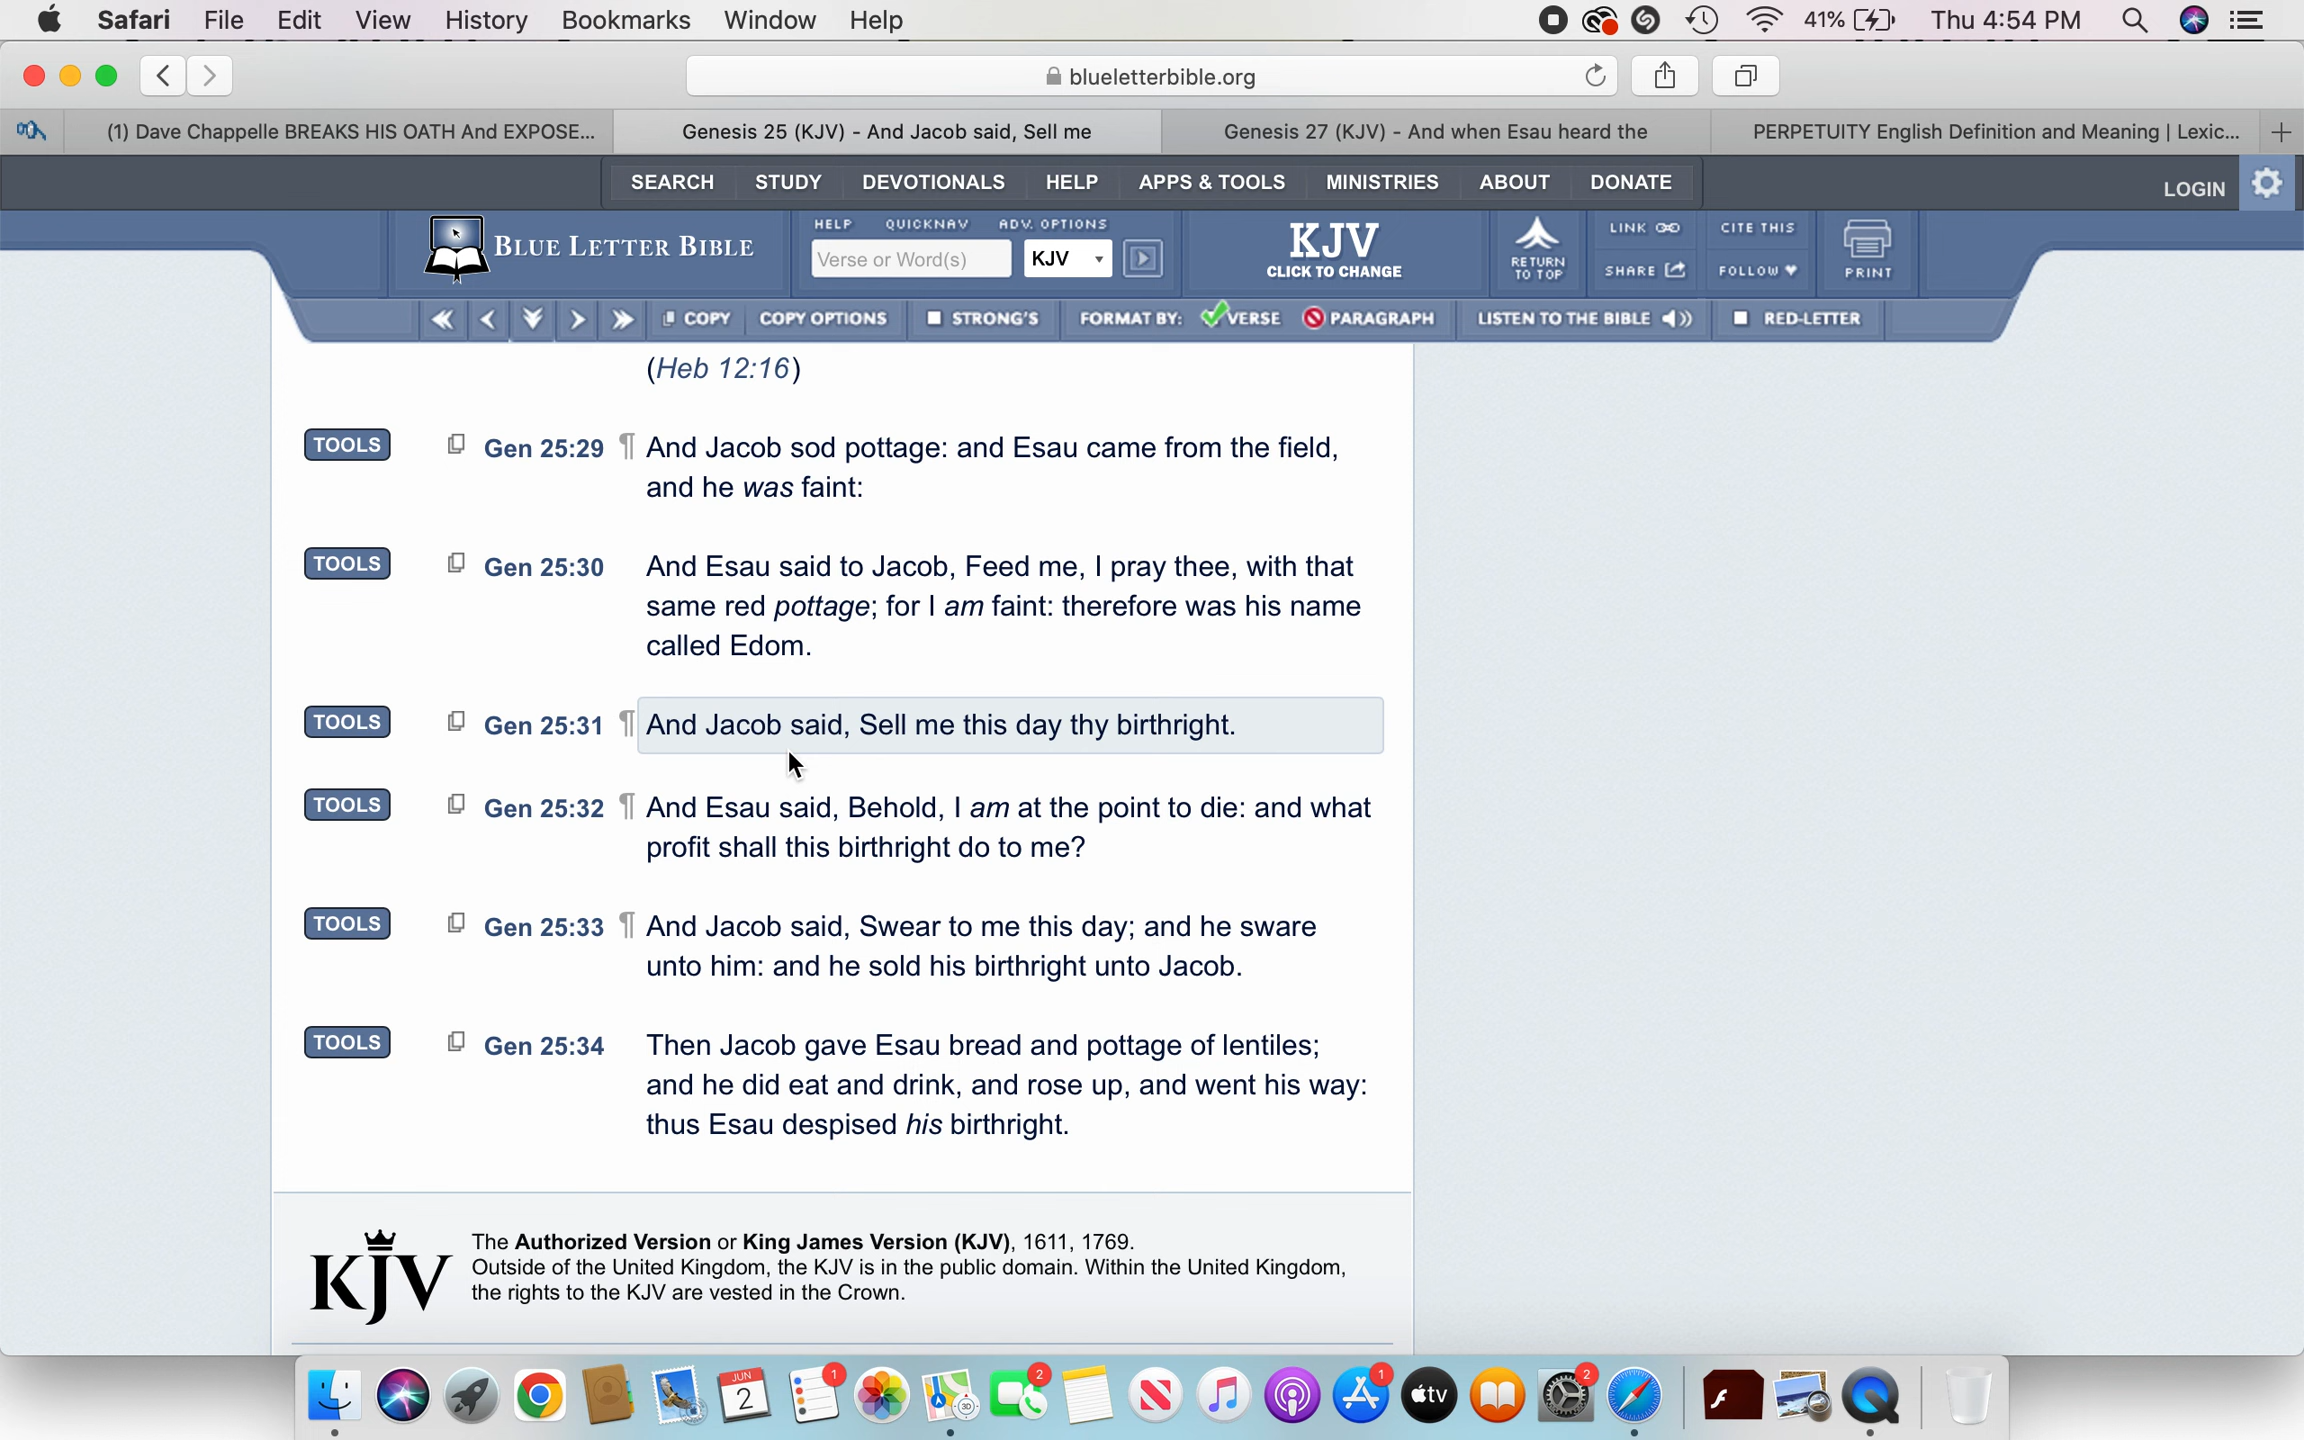 Safari File Edit View History Bookmarks Window Help 41% Thu 4:54 PM
blueletterbible.org
(1) Dave Chappelle BREAKS HIS OATH And EXPOSE... Genesis 25 (KJV) - And Jacob said, Sell me Genesis 27 (KJV) - And when Esau heard the PERPETUITY English Definition and Meaning | Lexic...
SEARCH STUDY DEVOTIONALS HELP APPS & TOOLS MINISTRIES ABOUT DONATE LOGIN
HELP QUICKNAV ADV. OPTIONS
BLUE LETTER BIBLE
Verse or Word(s) KJV
KJV
CLICK TO CHANGE
RETURN
TO TOP
LINK CITE THIS
SHARE FOLLOW
PRINT
COPY COPY OPTIONS STRONG'S FORMAT BY: VERSE PARAGRAPH LISTEN TO THE BIBLE RED-LETTER
(Heb 12:16)
TOOLS Gen 25:29 ¶ And Jacob sod pottage: and Esau came from the field,
and he was faint:
TOOLS Gen 25:30 And Esau said to Jacob, Feed me, I pray thee, with that
same red pottage; for I am faint: therefore was his name
called Edom.
TOOLS Gen 25:31 ¶ And Jacob said, Sell me this day thy birthright.
TOOLS Gen 25:32 ¶ And Esau said, Behold, I am at the point to die: and what
profit shall this birthright do to me?
TOOLS Gen 25:33 ¶ And Jacob said, Swear to me this day; and he sware
unto him: and he sold his birthright unto Jacob.
TOOLS Gen 25:34 Then Jacob gave Esau bread and pottage of lentiles;
and he did eat and drink, and rose up, and went his way:
thus Esau despised his birthright.
KJV
The Authorized Version or King James Version (KJV), 1611, 1769.
Outside of the United Kingdom, the KJV is in the public domain. Within the United Kingdom,
the rights to the KJV are vested in the Crown.
JUN
2
1
3D
2
1
tv
2